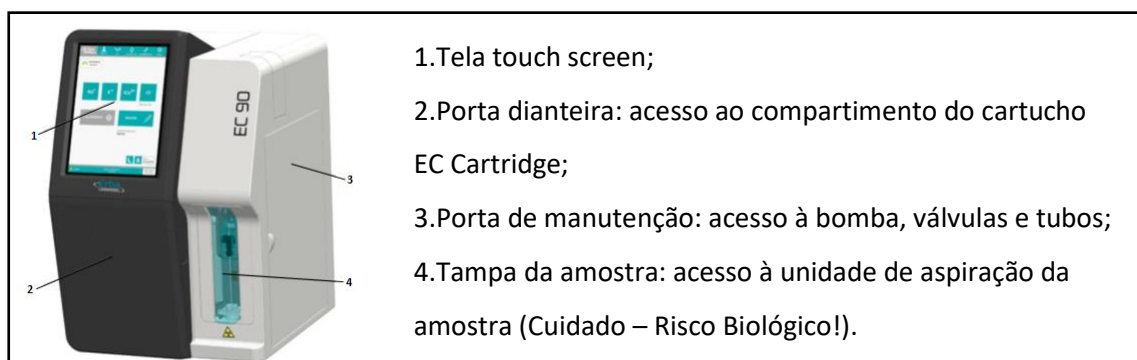 1.Tela touch screen;
2.Porta dianteira: acesso ao compartimento do cartucho
EC Cartridge;
3.Porta de manutenção: acesso à bomba, válvulas e tubos;
4.Tampa da amostra: acesso à unidade de aspiração da
amostra (Cuidado – Risco Biológico!).
EC 90
1
2
3
4